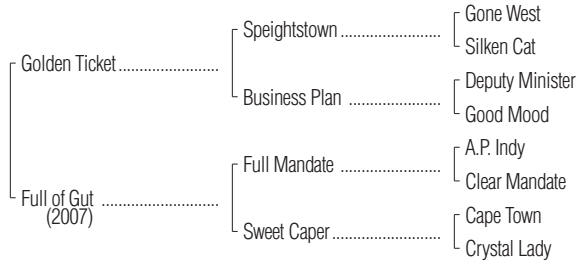 Gone West
Speightstown ........................
Silken Cat
Golden Ticket ........................
Deputy Minister
Business Plan ........................
Good Mood
A.P. Indy
Full Mandate ........................
Clear Mandate
Full of Gut ...........................
(2007)
Cape Town
Sweet Caper ..........................
Crystal Lady